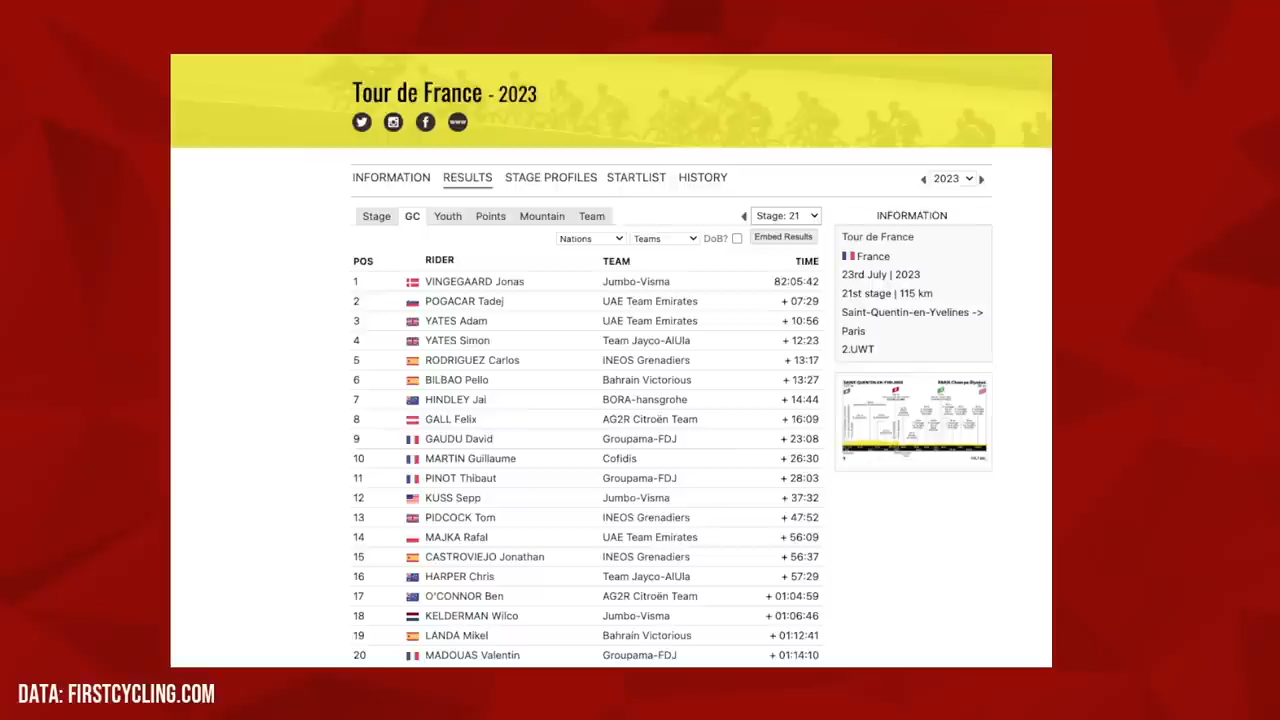 Tour de France - 2023
www
INFORMATION RESULTS STAGE PROFILES STARTLIST HISTORY
2023
Stage GC Youth Points Mountain Team
Stage: 21
Nations Teams DoB? Embed Results
POS RIDER TEAM TIME
1 VINGEGAARD Jonas Jumbo-Visma 82:05:42
2 POGACAR Tadej UAE Team Emirates + 07:29
3 YATES Adam UAE Team Emirates + 10:56
4 YATES Simon Team Jayco-AlUla + 12:23
5 RODRIGUEZ Carlos INEOS Grenadiers + 13:17
6 BILBAO Pello Bahrain Victorious + 13:27
7 HINDLEY Jai BORA-hansgrohe + 14:44
8 GALL Felix AG2R Citroën Team + 16:09
9 GAUDU David Groupama-FDJ + 23:08
10 MARTIN Guillaume Cofidis + 26:30
11 PINOT Thibaut Groupama-FDJ + 28:03
12 KUSS Sepp Jumbo-Visma + 37:32
13 PIDCOCK Tom INEOS Grenadiers + 47:52
14 MAJKA Rafal UAE Team Emirates + 56:09
15 CASTROVIEJO Jonathan INEOS Grenadiers + 56:37
16 HARPER Chris Team Jayco-AlUla + 57:29
17 O'CONNOR Ben AG2R Citroën Team + 01:04:59
18 KELDERMAN Wilco Jumbo-Visma + 01:06:46
19 LANDA Mikel Bahrain Victorious + 01:12:41
20 MADOUAS Valentin Groupama-FDJ + 01:14:10
INFORMATION
Tour de France
France
23rd July | 2023
21st stage | 115 km
Saint-Quentin-en-Yvelines ->
Paris
2.UWT
DATA: FIRSTCYCLING.COM